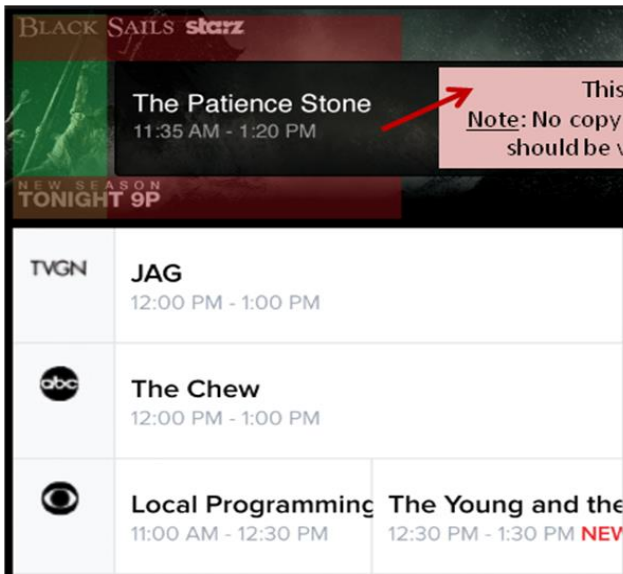 BLACK SAILS starz
The Patience Stone
11:35 AM - 1:20 PM
This
Note: No copy
should be
NEW SEASON
TONIGHT 9P
TVGN
JAG
12:00 PM - 1:00 PM
abc
The Chew
12:00 PM - 1:00 PM
Local Programming
11:00 AM - 12:30 PM
The Young and the
12:30 PM - 1:30 PM NEW